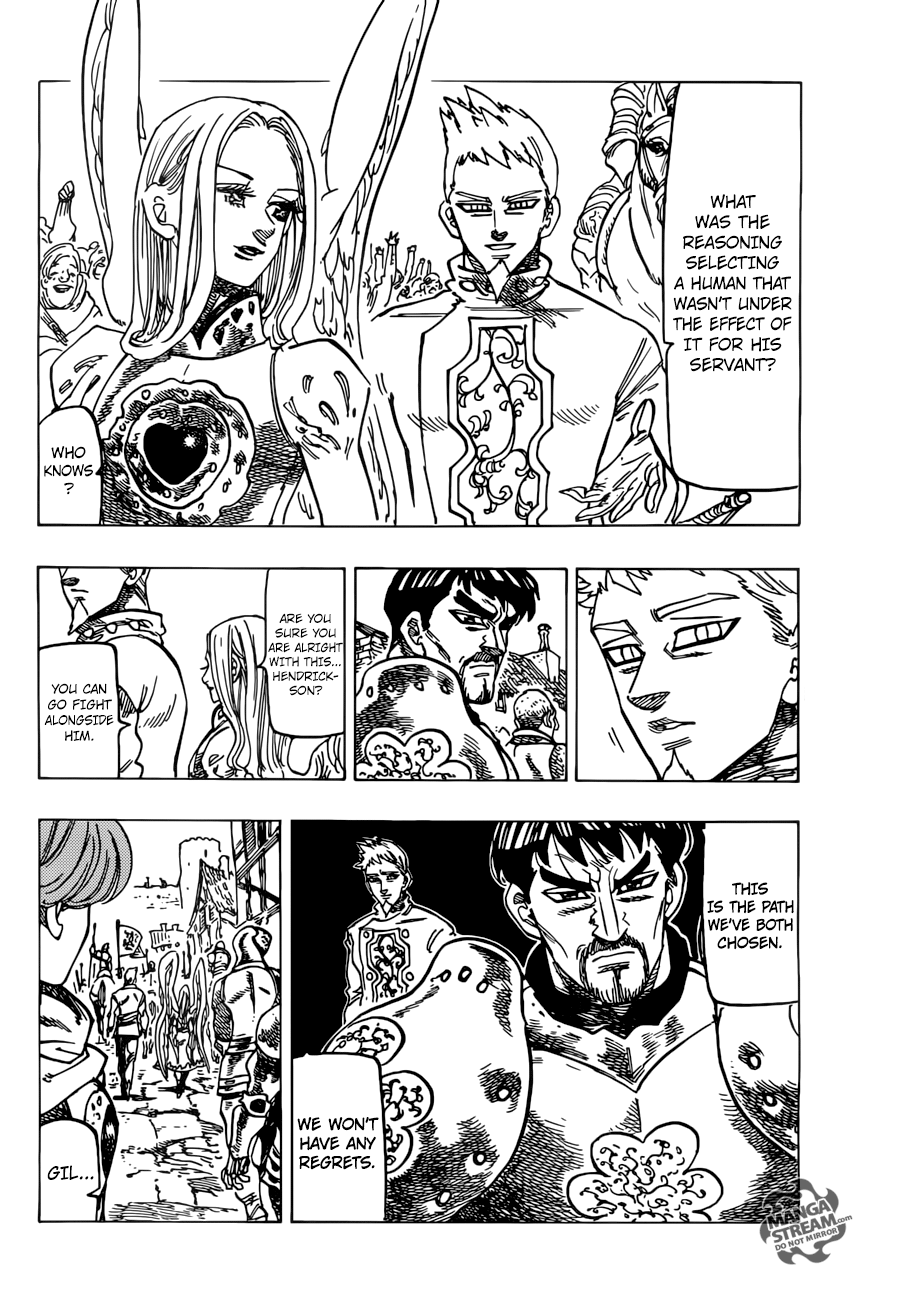 WHAT
WAS THE
REASONING
SELECTING
A HUMAN THAT
WASN'T UNDER
THE EFFECT OF
IT FOR HIS
SERVANT?
WHO
KNOWS
?
ARE YOU
SURE YOU
ARE ALRIGHT
WITH THIS...
HENDRICK-
SON?
YOU CAN
GO FIGHT
ALONGSIDE
HIM.
THIS
IS THE PATH
WE'VE BOTH
CHOSEN.
WE WON'T
HAVE ANY
REGRETS.
GIL...
MANGA
STREAM.com
DO NOT MIRROR